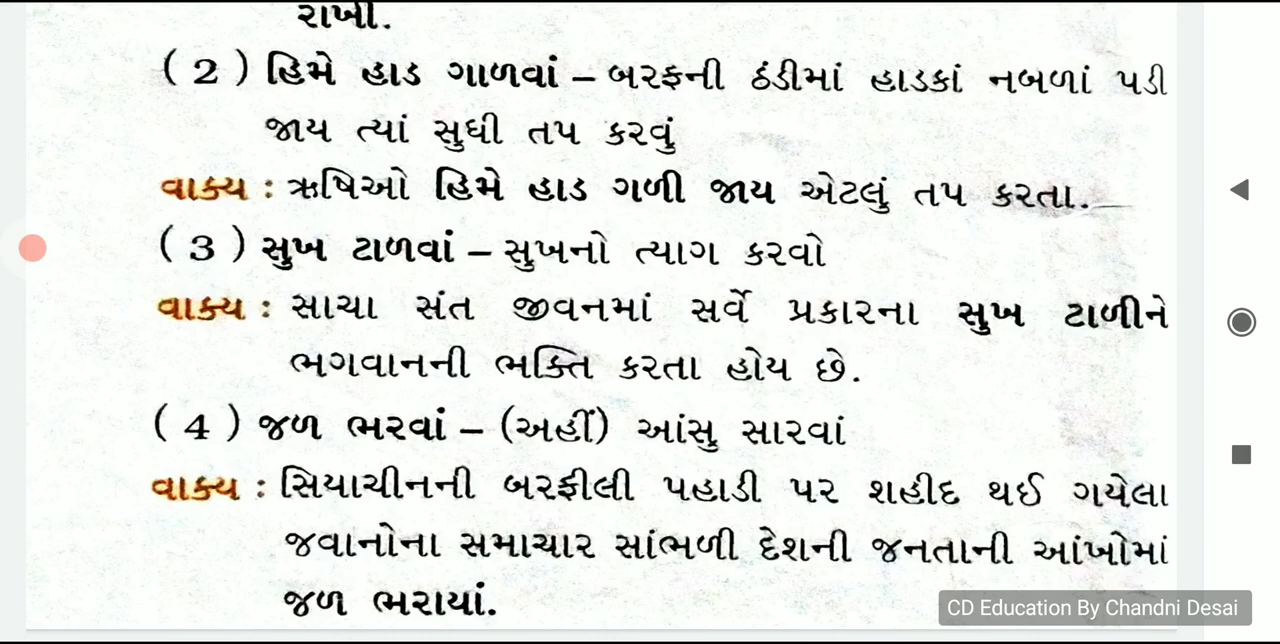 રાખી.
( 2 ) હિમે હાડ ગાળવાં – બરફની ઠંડીમાં હાડકાં નબળાં પડી
જાય ત્યાં સુધી તપ કરવું
વાક્ય : ઋષિઓ હિમે હાડ ગળી જાય એટલું તપ કરતા.
( 3 ) સુખ ટાળવાં – સુખનો ત્યાગ કરવો
વાક્ય : સાચા સંત જીવનમાં સર્વે પ્રકારના સુખ ટાળીને
ભગવાનની ભક્તિ કરતા હોય છે.
( 4 ) જળ ભરવાં – (અહીં) આંસુ સારવાં
વાક્ય : સિયાચીનની બરફીલી પહાડી પર શહીદ થઈ ગયેલા
જવાનોના સમાચાર સાંભળી દેશની જનતાની આંખોમાં
જળ ભરાયાં.
CD Education By Chandni Desai